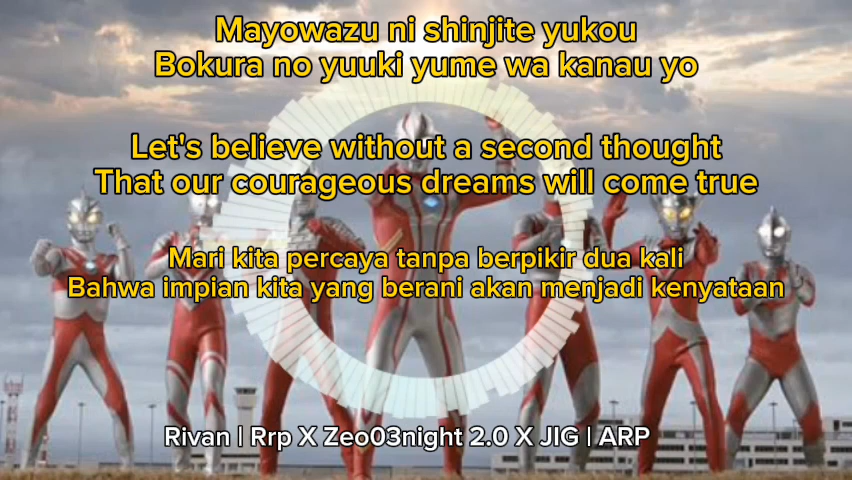 Mayowazu ni shinjite yukou
Bokura no yuuki yume wa kanau yo
Let's believe without a second thought
That our courageous dreams will come true
Mari kita percaya tanpa berpikir dua kali
Bahwa impian kita yang berani akan menjadi kenyataan
Rivan | Rrp X Zeo03night 2.0 X JIG | ARP